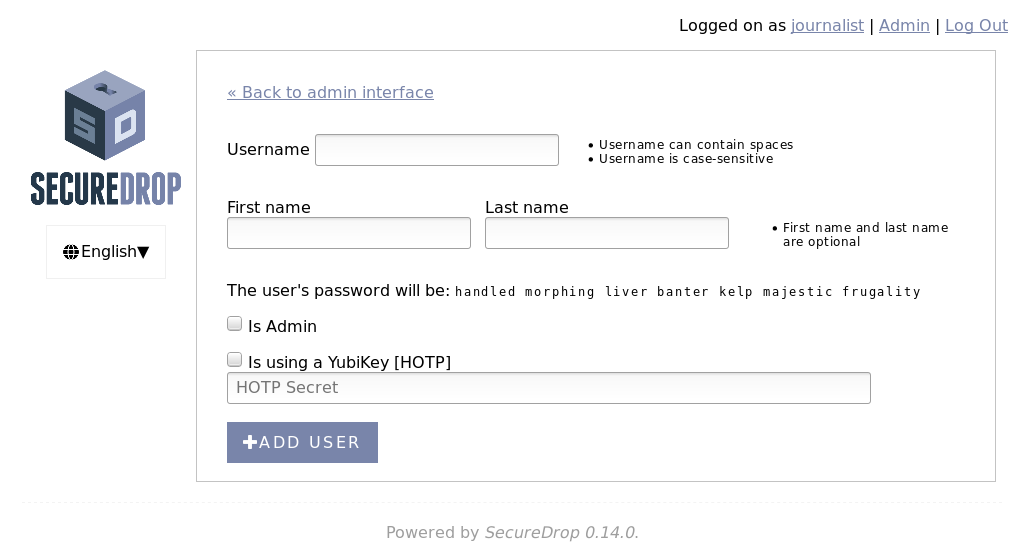 Logged on as journalist | Admin | Log Out
SD
SECUREDROP
English▼
« Back to admin interface
Username
• Username can contain spaces
• Username is case-sensitive
First name
Last name
• First name and last name
are optional
The user's password will be: handled morphing liver banter kelp majestic frugality
Is Admin
Is using a YubiKey [HOTP]
HOTP Secret
+ADD USER
Powered by SecureDrop 0.14.0.